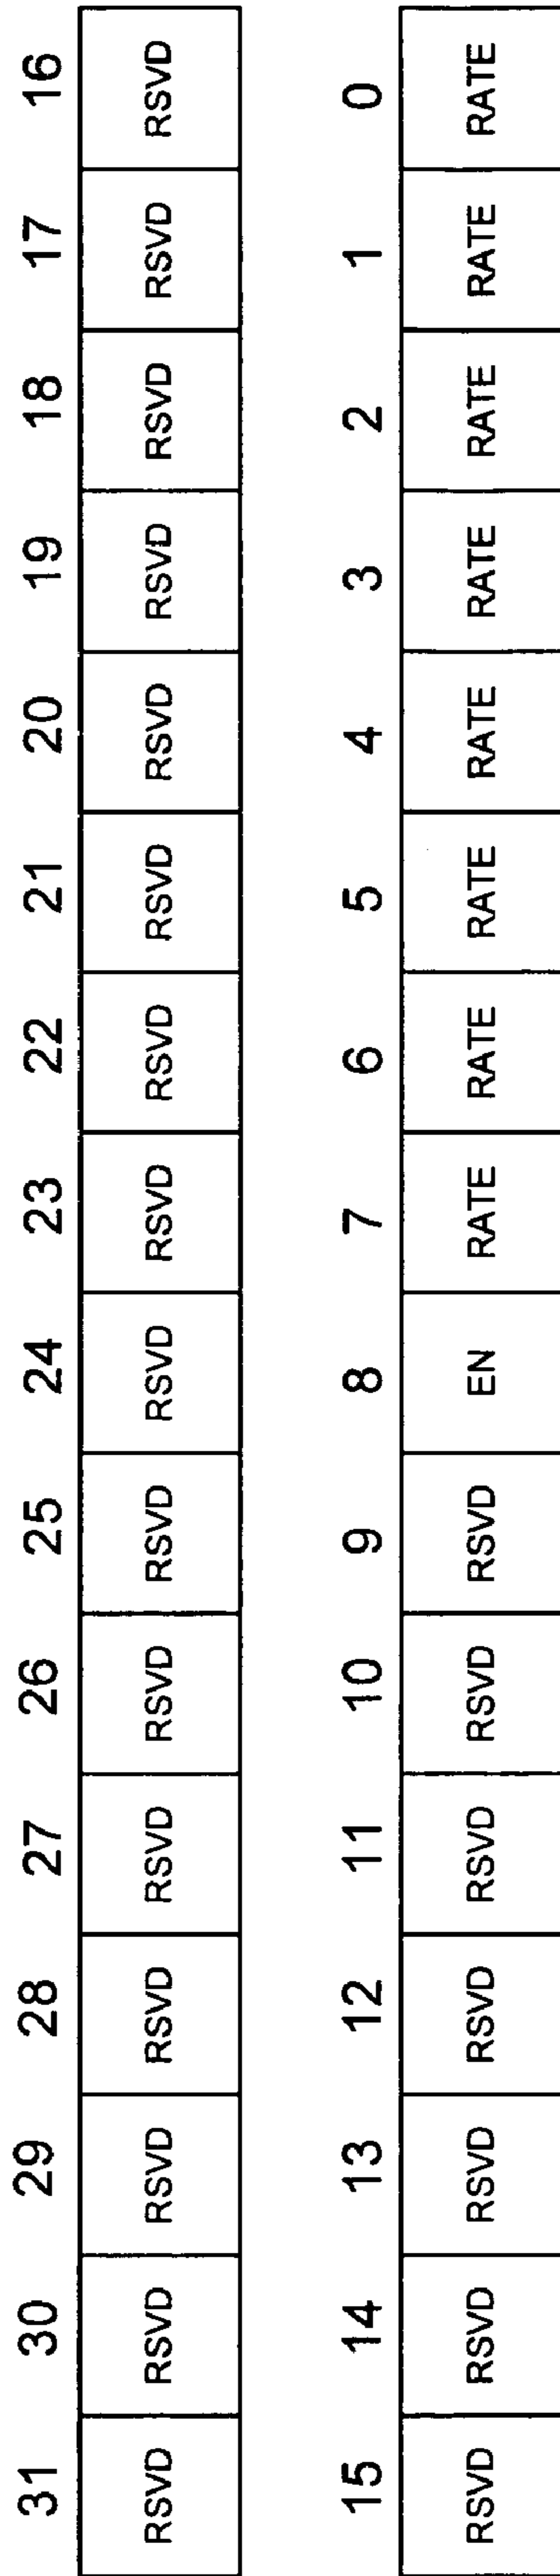 31 30 29 28 27 26 25 24 23 22 21 20 19 18 17 16
RSVD RSVD RSVD RSVD RSVD RSVD RSVD RSVD RSVD RSVD RSVD RSVD RSVD RSVD RSVD RSVD
15 14 13 12 11 10 9 8 7 6 5 4 3 2 1 0
RSVD RSVD RSVD RSVD RSVD RSVD RSVD EN RATE RATE RATE RATE RATE RATE RATE RATE